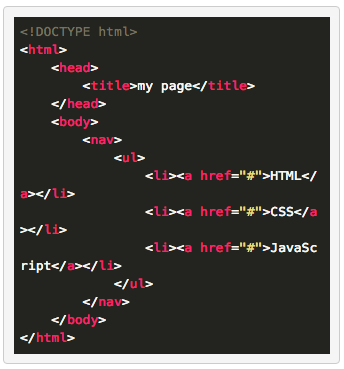 <!DOCTYPE html>
<html>
    <head>
        <title>my page</title>
    </head>
    <body>
        <nav>
            <ul>
                <li><a href="#">HTML</
a></li>
                <li><a href="#">CSS</a
></li>
                <li><a href="#">JavaSc
ript</a></li>
            </ul>
        </nav>
    </body>
</html>